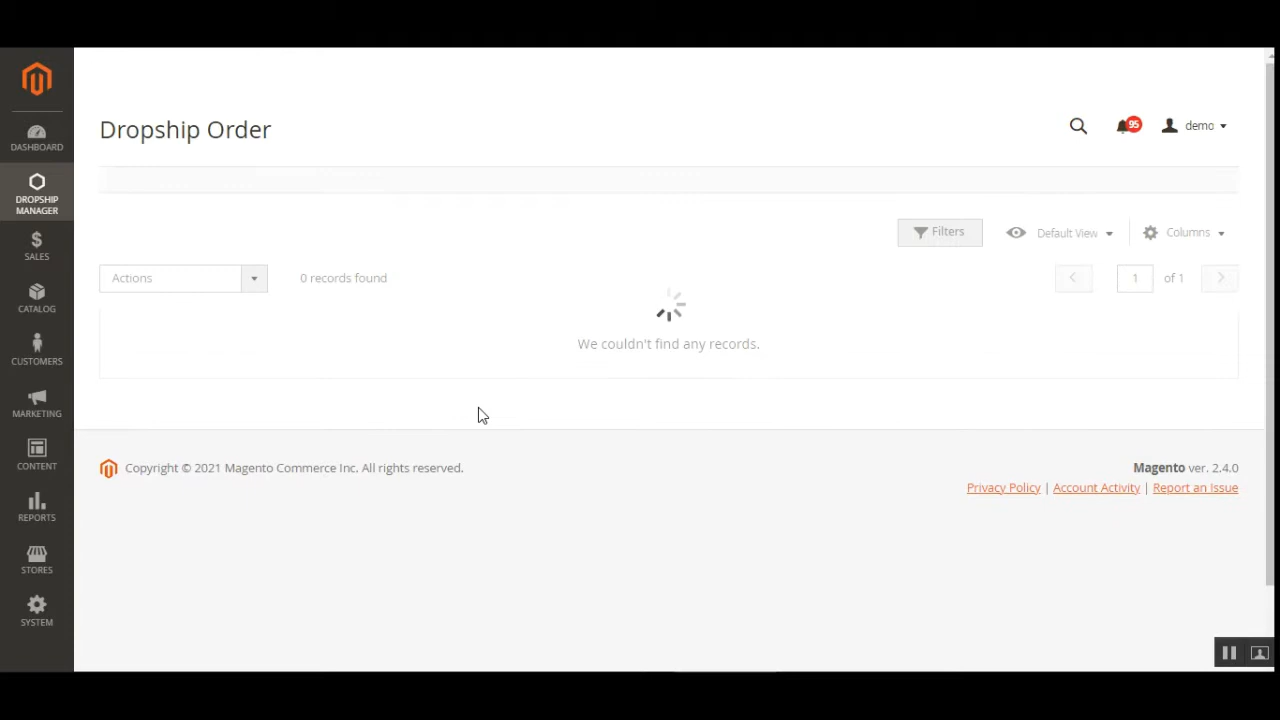 Dropship Order
95
demo
DASHBOARD
DROPSHIP
MANAGER
SALES
CATALOG
CUSTOMERS
MARKETING
CONTENT
REPORTS
STORES
SYSTEM
Filters
Default View
Columns
Actions
0 records found
1
of 1
We couldn't find any records.
Copyright © 2021 Magento Commerce Inc. All rights reserved.
Magento ver. 2.4.0
Privacy Policy | Account Activity | Report an Issue